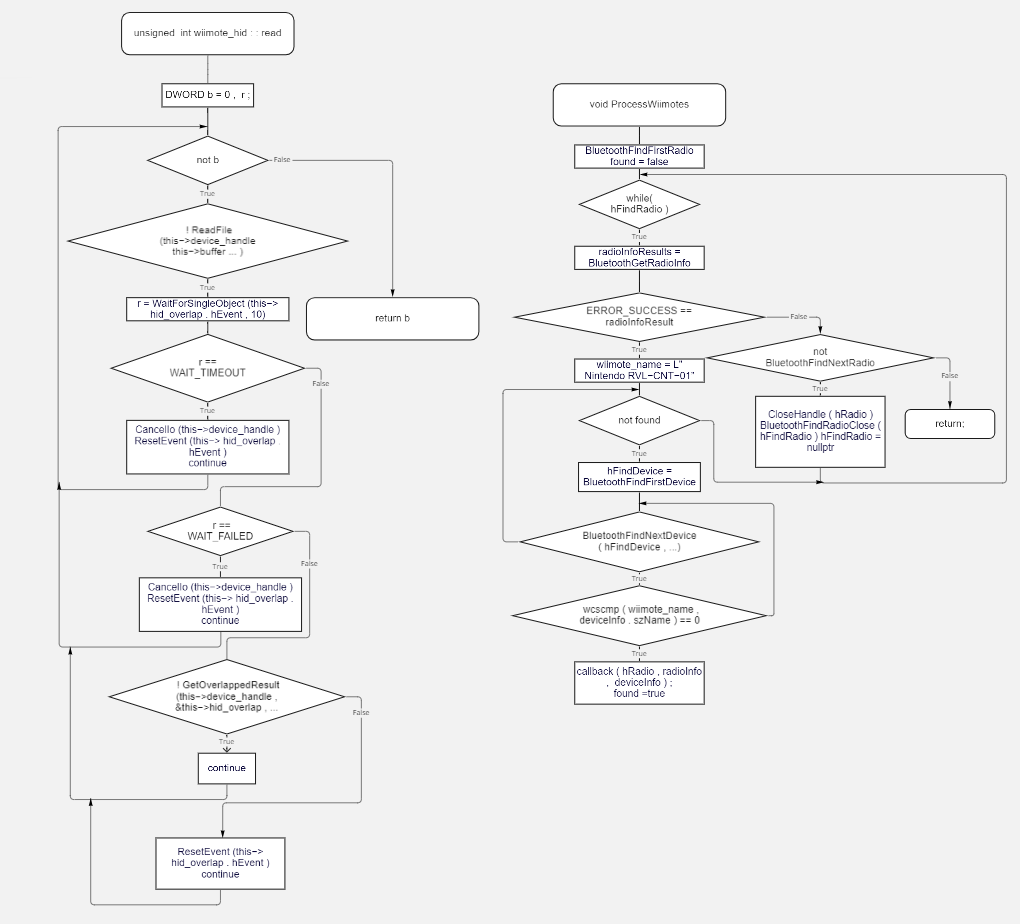 unsigned int wiimote_hid : : read
DWORD b = 0 , r ;
not b
False
True
! ReadFile
(this->device_handle
this->buffer ... )
True
r = WaitForSingleObject (this->
hid_overlap . hEvent , 10)
return b
r ==
WAIT_TIMEOUT
False
True
Cancello (this->device_handle )
ResetEvent (this-> hid_overlap .
hEvent )
continue
r ==
WAIT_FAILED
False
True
Cancello (this->device_handle )
ResetEvent (this-> hid_overlap .
hEvent )
continue
! GetOverlappedResult
(this->device_handle ,
&this->hid_overlap , ...
False
True
continue
ResetEvent (this->
hid_overlap . hEvent )
continue
void ProcessWiimotes
BluetoothFindFIrstRadio
found = false
while(
hFindRadio )
True
radioInfoResults =
BluetoothGetRadioInfo
ERROR_SUCCESS ==
radioInfoResult
False
True
wiimote_name = L"
Nintendo RVL-CNT-01"
not
BluetoothFindNextRadio
False
True
CloseHandle ( hRadio )
BluetoothFindRadioClose (
hFindRadio ) hFindRadio =
nullptr
return;
not found
True
hFindDevice =
BluetoothFindFirstDevice
BluetoothFindNextDevice
( hFindDevice , ...)
True
wcscmp ( wiimote_name ,
deviceInfo . szName ) == 0
True
callback ( hRadio , radioInfo
, deviceInfo ) ;
found =true